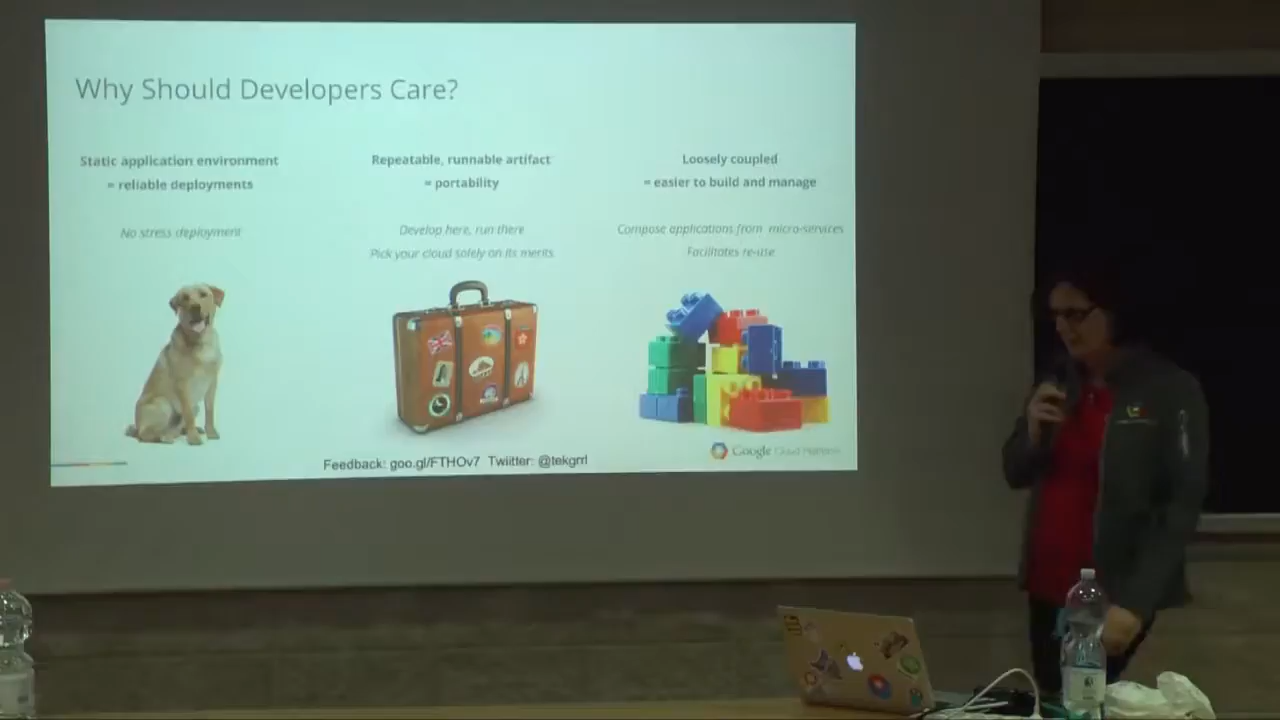 Why Should Developers Care?
Static application environment
= reliable deployments
No stress deployment
Repeatable, runnable artifact
= portability
Develop here, run there
Pick your cloud solely on its merits
Loosely coupled
= easier to build and manage
Compose applications from micro-services
Facilitates re-use
Google Cloud Platform
Feedback: goo.gl/FTHOv7 Twiitter: @tekgrrl